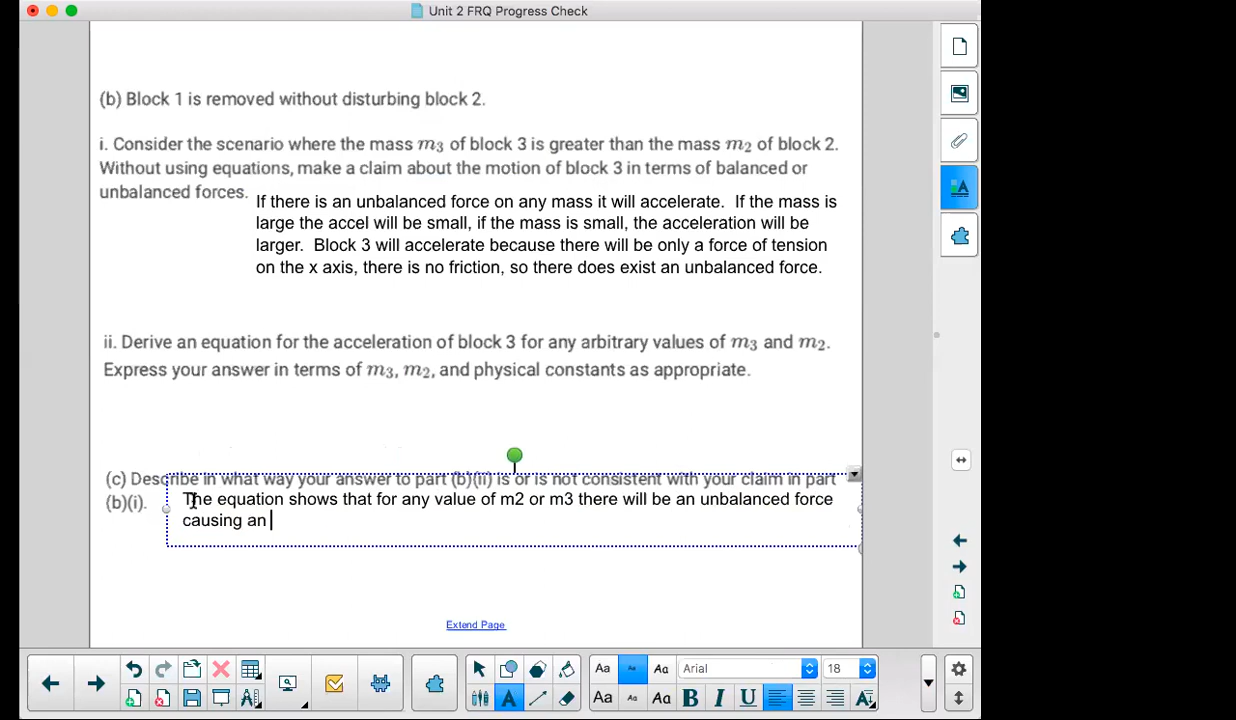 Unit 2 FRQ Progress Check
(b) Block 1 is removed without disturbing block 2.
i. Consider the scenario where the mass m₃ of block 3 is greater than the mass m₂ of block 2.
Without using equations, make a claim about the motion of block 3 in terms of balanced or
unbalanced forces.
If there is an unbalanced force on any mass it will accelerate. If the mass is
large the accel will be small, if the mass is small, the acceleration will be
larger. Block 3 will accelerate because there will be only a force of tension
on the x axis, there is no friction, so there does exist an unbalanced force.
ii. Derive an equation for the acceleration of block 3 for any arbitrary values of m₃ and m₂.
Express your answer in terms of m₃, m₂, and physical constants as appropriate.
(c) Describe in what way your answer to part (b)(ii) is or is not consistent with your claim in part
(b)(i).
The equation shows that for any value of m2 or m3 there will be an unbalanced force
causing an
Extend Page
Aa Aa Aa Arial 18
Aa Aa Aa B I U A